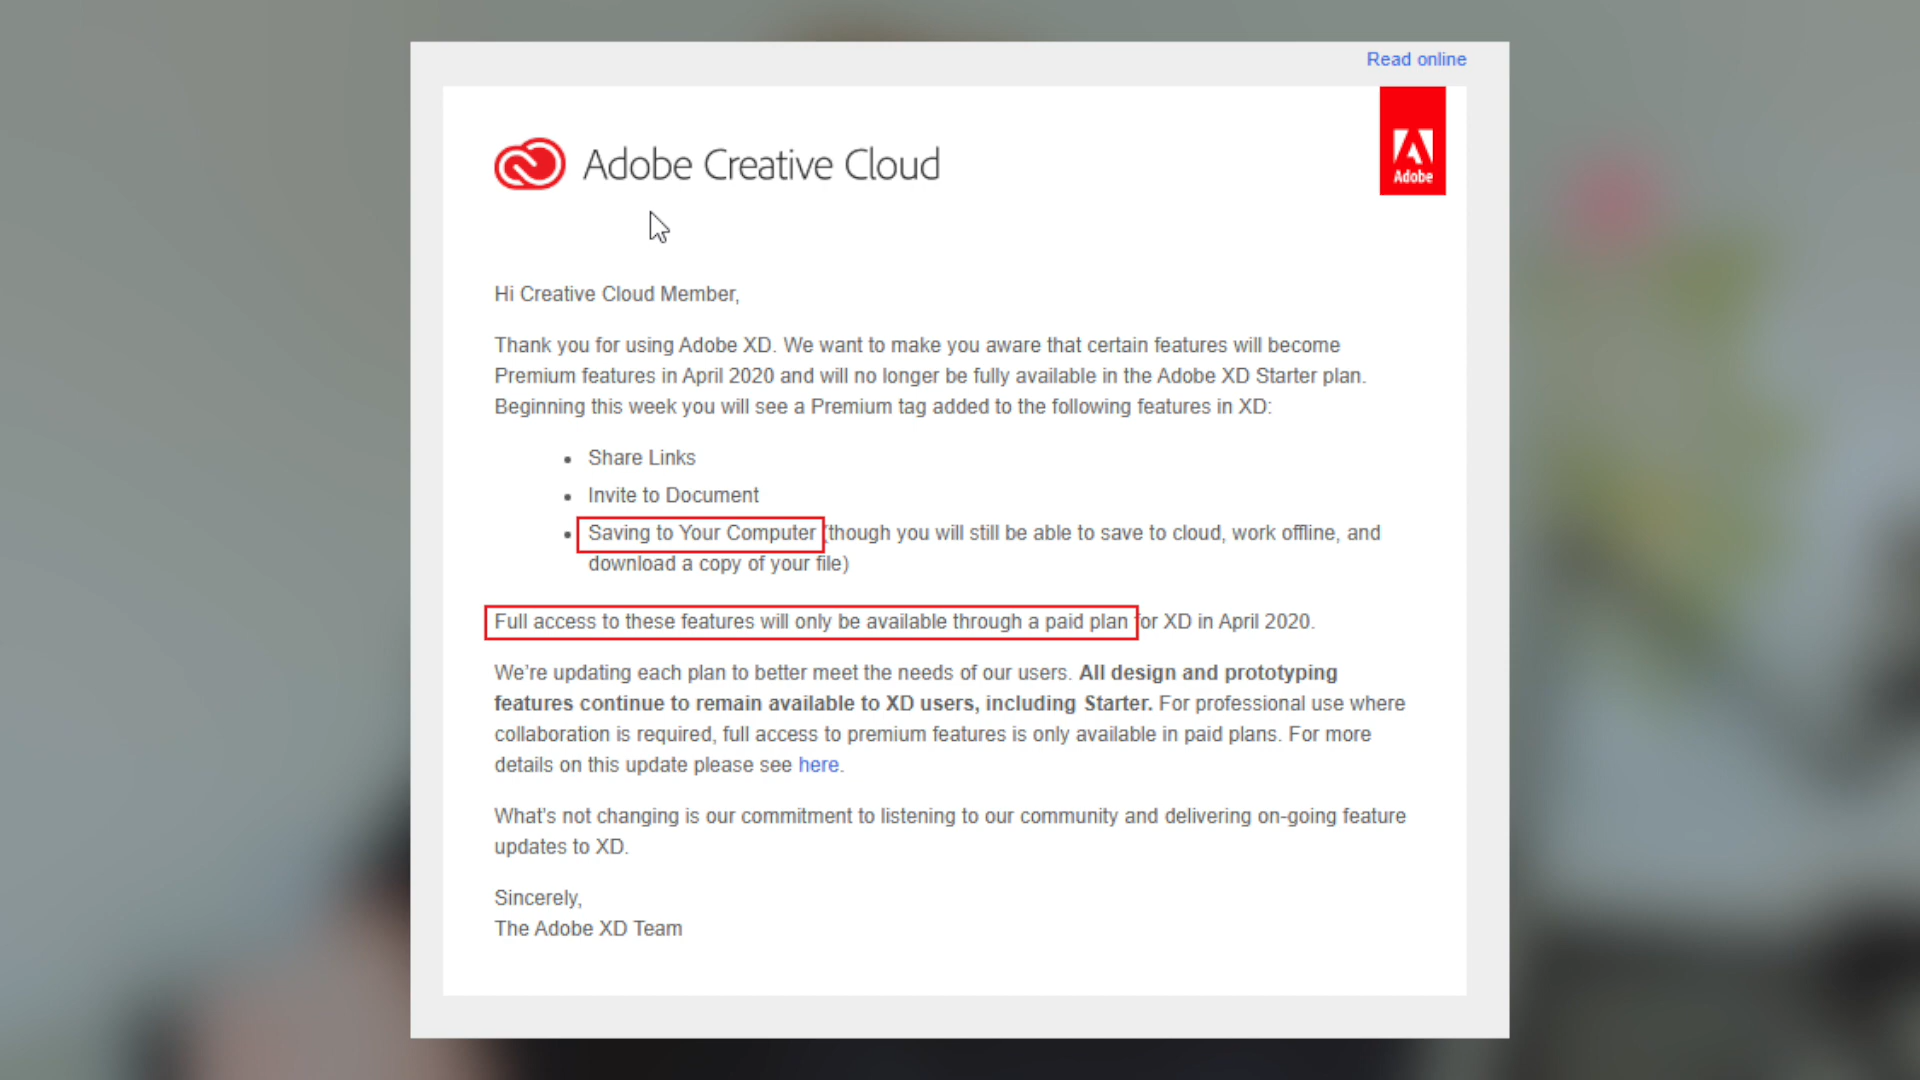 Read online
Adobe Creative Cloud
Adobe
Hi Creative Cloud Member,
Thank you for using Adobe XD. We want to make you aware that certain features will become
Premium features in April 2020 and will no longer be fully available in the Adobe XD Starter plan.
Beginning this week you will see a Premium tag added to the following features in XD:
• Share Links
• Invite to Document
• Saving to Your Computer (though you will still be able to save to cloud, work offline, and
download a copy of your file)
Full access to these features will only be available through a paid plan for XD in April 2020.
We’re updating each plan to better meet the needs of our users. All design and prototyping
features continue to remain available to XD users, including Starter. For professional use where
collaboration is required, full access to premium features is only available in paid plans. For more
details on this update please see here.
What’s not changing is our commitment to listening to our community and delivering on-going feature
updates to XD.
Sincerely,
The Adobe XD Team